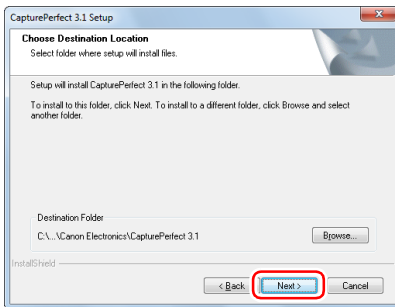 CapturePerfect 3.1 Setup
Choose Destination Location
Select folder where setup will install files.
Setup will install CapturePerfect 3.1 in the following folder.
To install to this folder, click Next. To install to a different folder, click Browse and select
another folder.
Destination Folder
C:\...\Canon Electronics\CapturePerfect 3.1
Browse...
InstallShield
< Back
Next >
Cancel